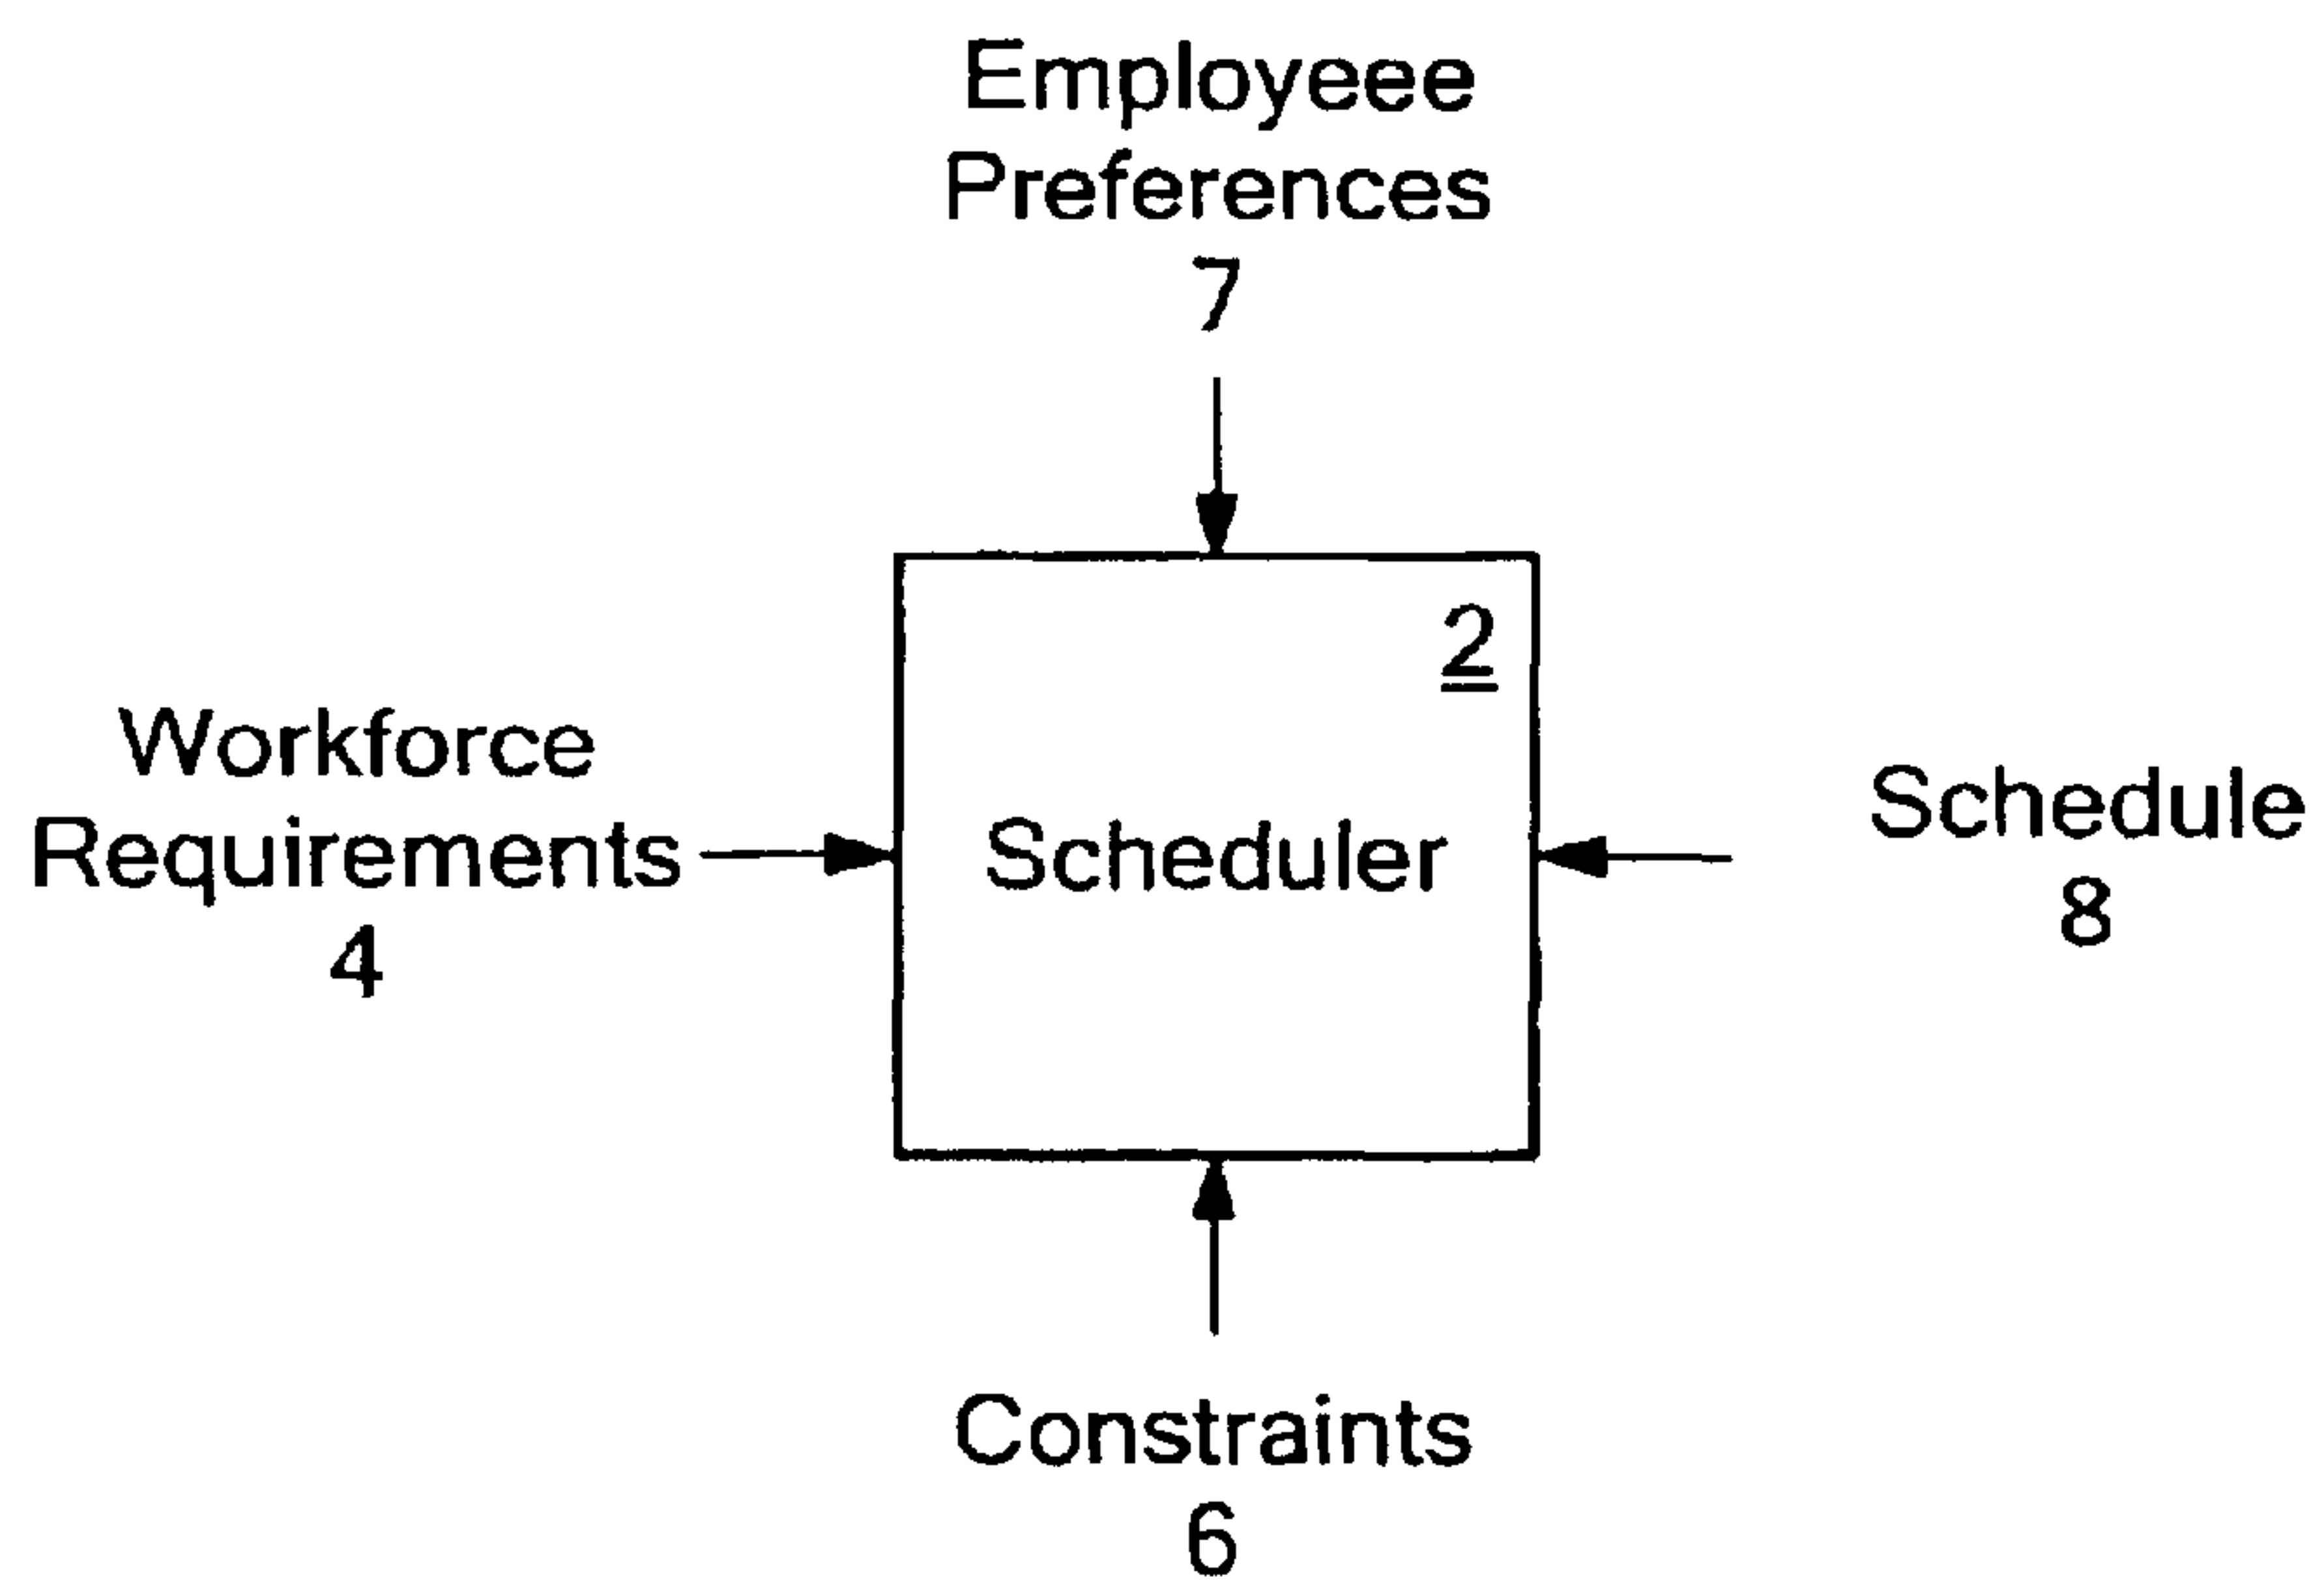 Employeee
Preferences
7
2
Workforce
Requirements
4
Scheduler
Schedule
8
Constraints
6